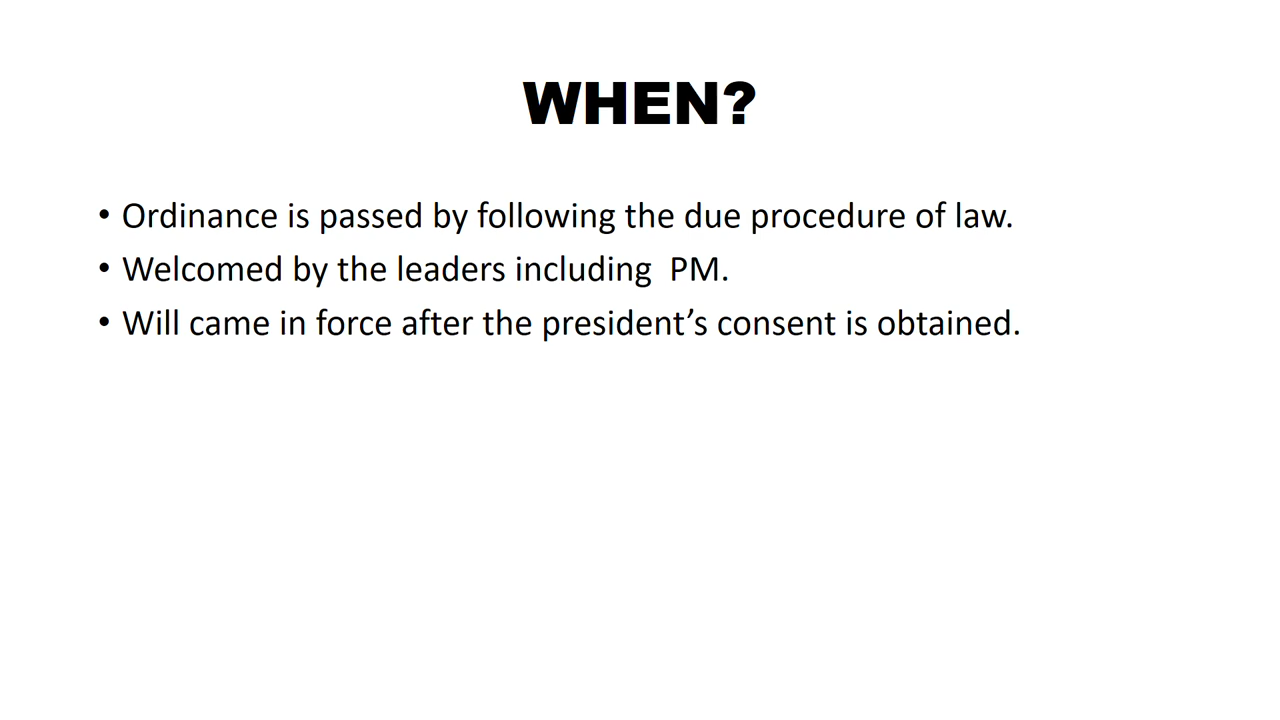 WHEN?
• Ordinance is passed by following the due procedure of law.
• Welcomed by the leaders including  PM.
• Will came in force after the president’s consent is obtained.